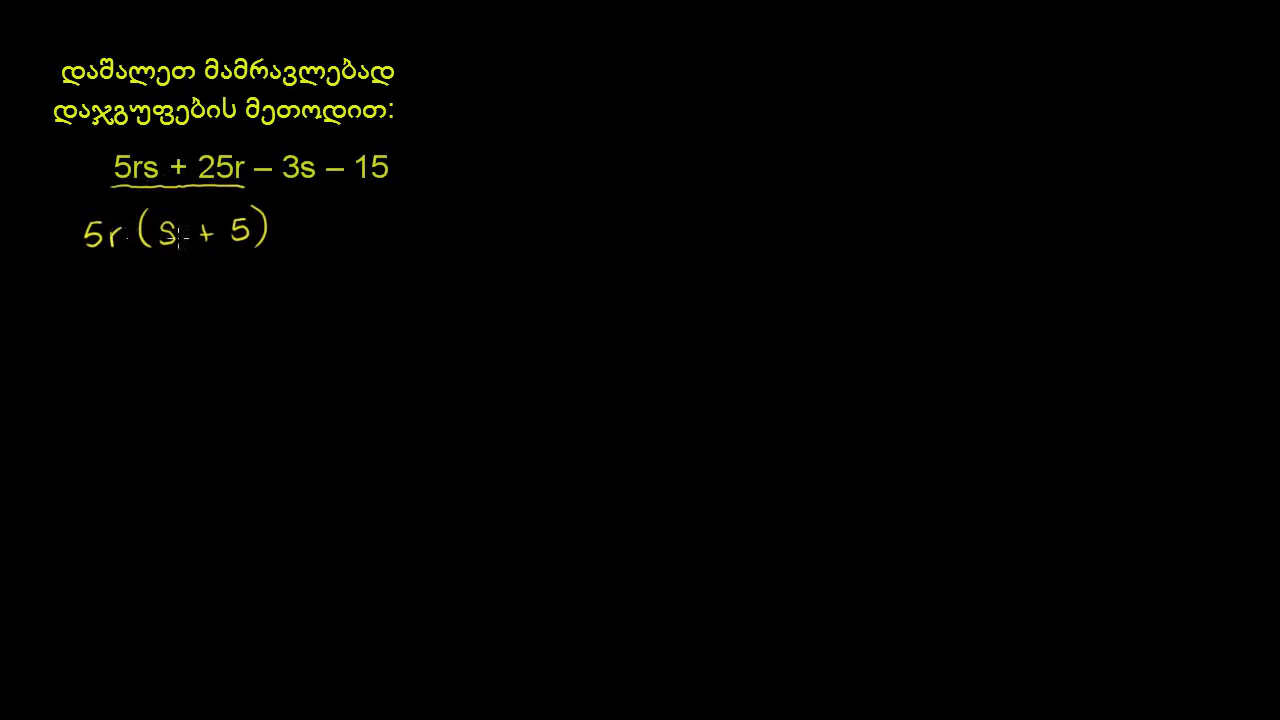 დაშალეთ მამრავლებად
დაჯგუფების მეთოდით:
5rs + 25r – 3s – 15
5r (s + 5)